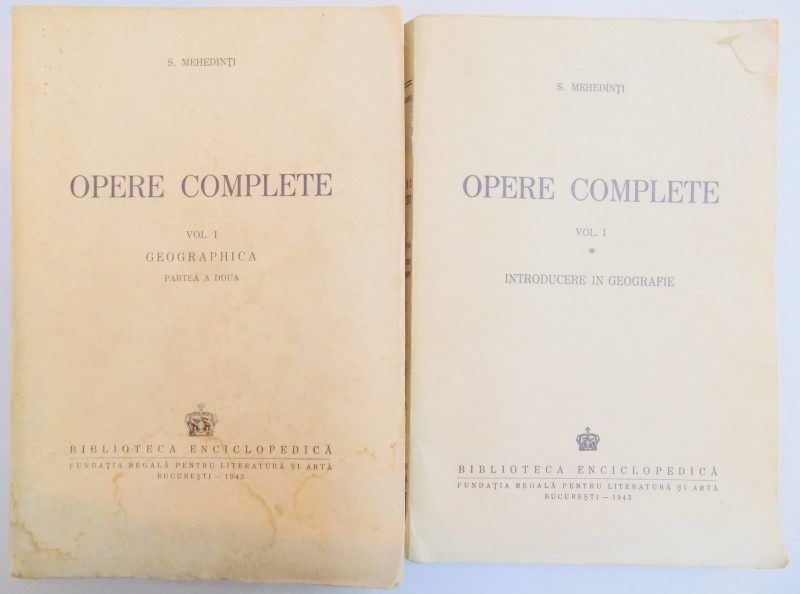 S. MEHEDINȚI
OPERE COMPLETE
VOL. I
GEOGRAPHICA
PARTEA A DOUA
BIBLIOTECA ENCICLOPEDICĂ
FUNDAȚIA REGALĂ PENTRU LITERATURĂ ȘI ARTĂ
BUCUREȘTI — 1943
S. MEHEDINȚI
OPERE COMPLETE
VOL. I
*
INTRODUCERE IN GEOGRAFIE
BIBLIOTECA ENCICLOPEDICĂ
FUNDAȚIA REGALĂ PENTRU LITERATURĂ ȘI ARTĂ
BUCUREȘTI — 1943